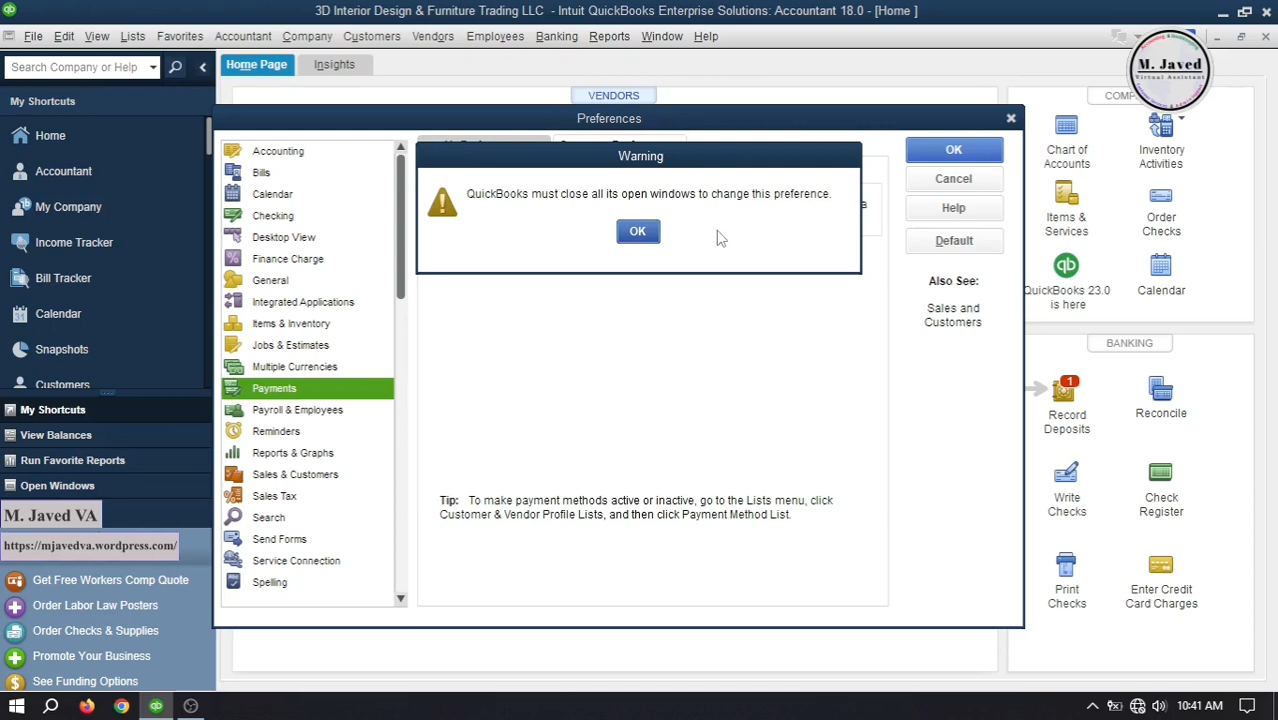 3D Interior Design & Furniture Trading LLC - Intuit QuickBooks Enterprise Solutions: Accountant 18.0 - [Home ]
File Edit View Lists Favorites Accountant Company Customers Vendors Employees Banking Reports Window Help
Search Company or Help
Home Page
Insights
M. Javed
Virtual Assistant
My Shortcuts
Home
Accountant
My Company
Income Tracker
Bill Tracker
Calendar
Snapshots
Customers
My Shortcuts
View Balances
Run Favorite Reports
Open Windows
M. Javed VA
https://mjavedva.wordpress.com/
Get Free Workers Comp Quote
Order Labor Law Posters
Order Checks & Supplies
Promote Your Business
See Funding Options
VENDORS
Preferences
Accounting
Bills
Calendar
Checking
Desktop View
Finance Charge
General
Integrated Applications
Items & Inventory
Jobs & Estimates
Multiple Currencies
Payments
Payroll & Employees
Reminders
Reports & Graphs
Sales & Customers
Sales Tax
Search
Send Forms
Service Connection
Spelling
Warning
QuickBooks must close all its open windows to change this preference.
OK
Tip: To make payment methods active or inactive, go to the Lists menu, click
Customer & Vendor Profile Lists, and then click Payment Method List.
OK
Cancel
Help
Default
Also See:
Sales and
Customers
COMP
Chart of
Accounts
Inventory
Activities
Items &
Services
Order
Checks
QuickBooks 23.0
is here
Calendar
BANKING
1
Record
Deposits
Reconcile
Write
Checks
Check
Register
Print
Checks
Enter Credit
Card Charges
10:41 AM